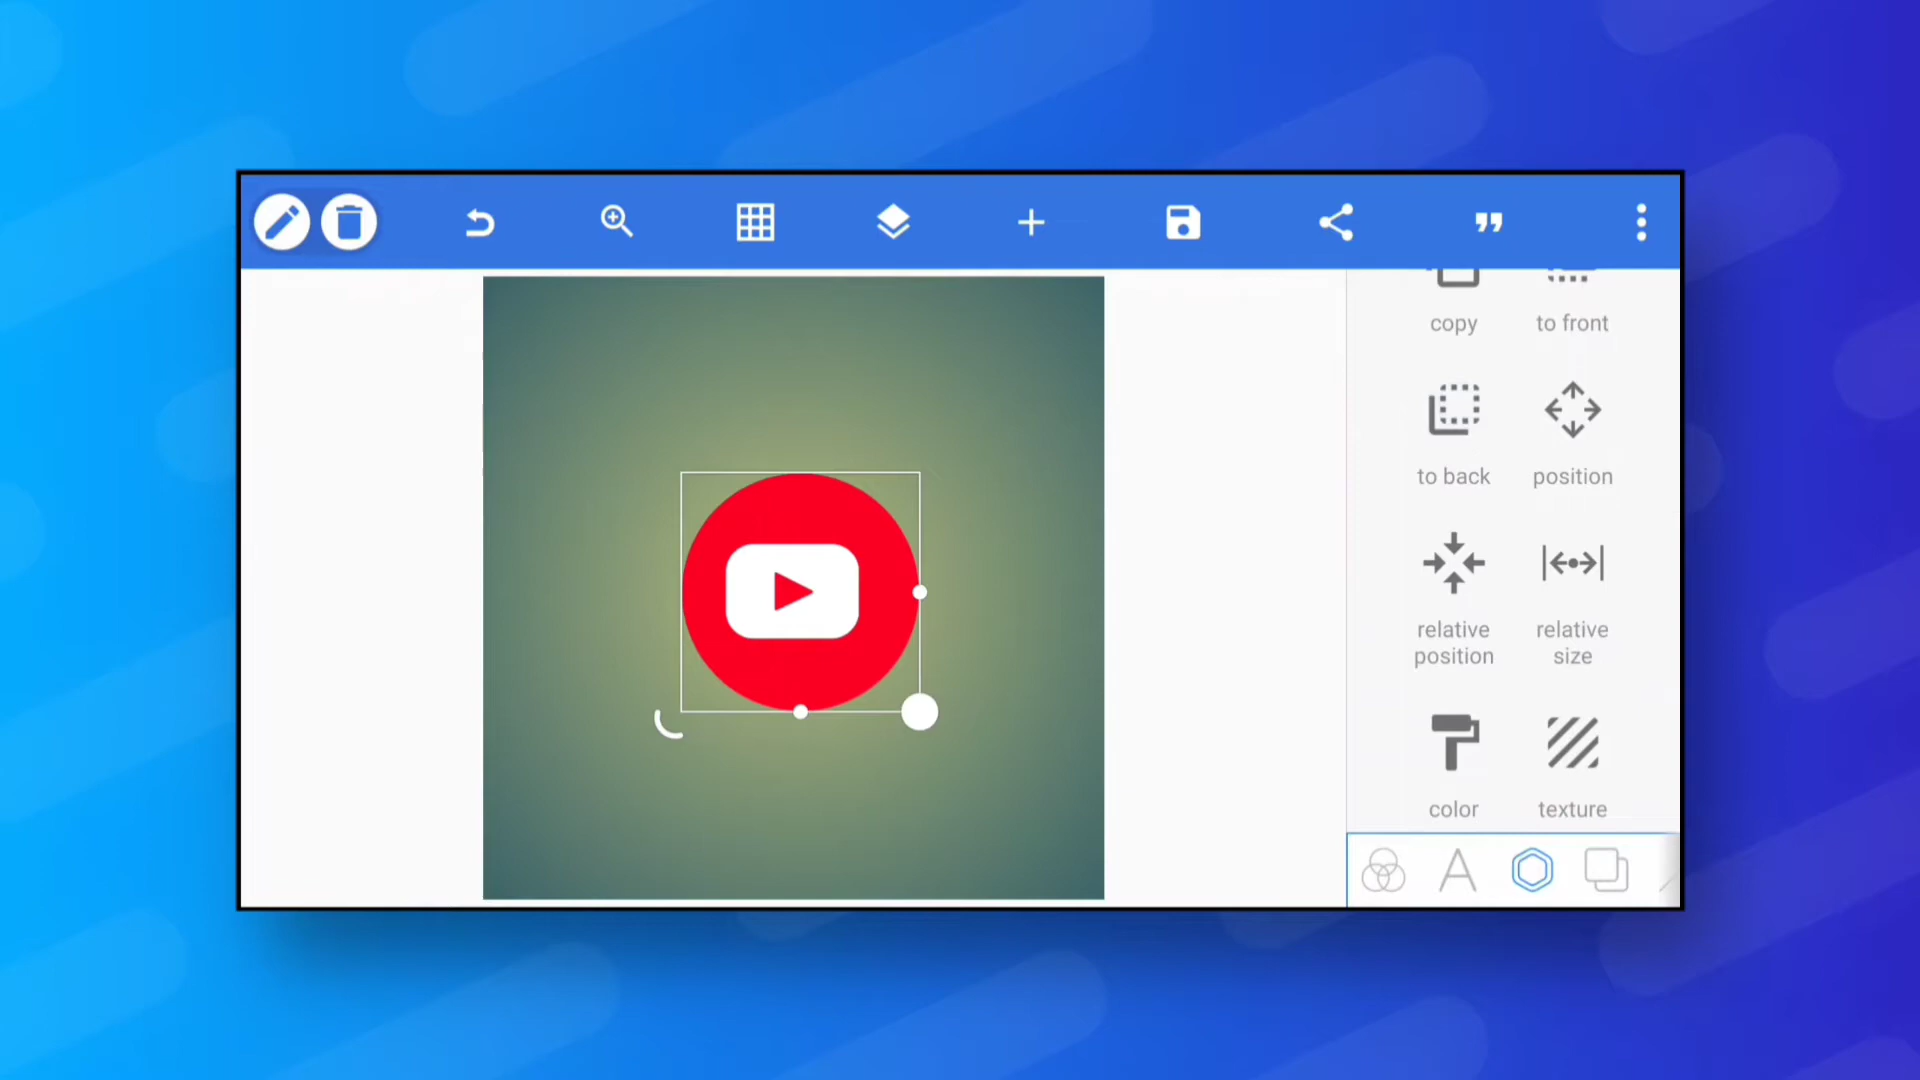 copy to front
to back position
relative position
relative size
color texture